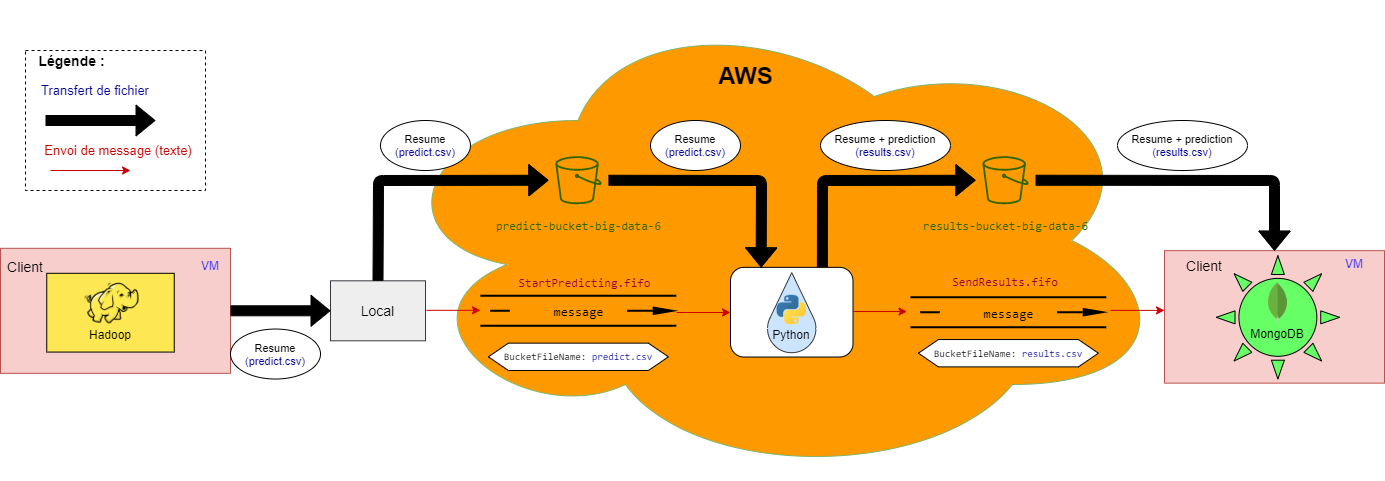 Légende :
Transfert de fichier
Envoi de message (texte)
AWS
Resume
(predict.csv)
Resume
(predict.csv)
Resume + prediction
(results.csv)
Resume + prediction
(results.csv)
predict-bucket-big-data-6
results-bucket-big-data-6
Client
VM
Hadoop
Resume
(predict.csv)
Local
StartPredicting.fifo
message
BucketFileName: predict.csv
Python
SendResults.fifo
message
BucketFileName: results.csv
Client
VM
MongoDB